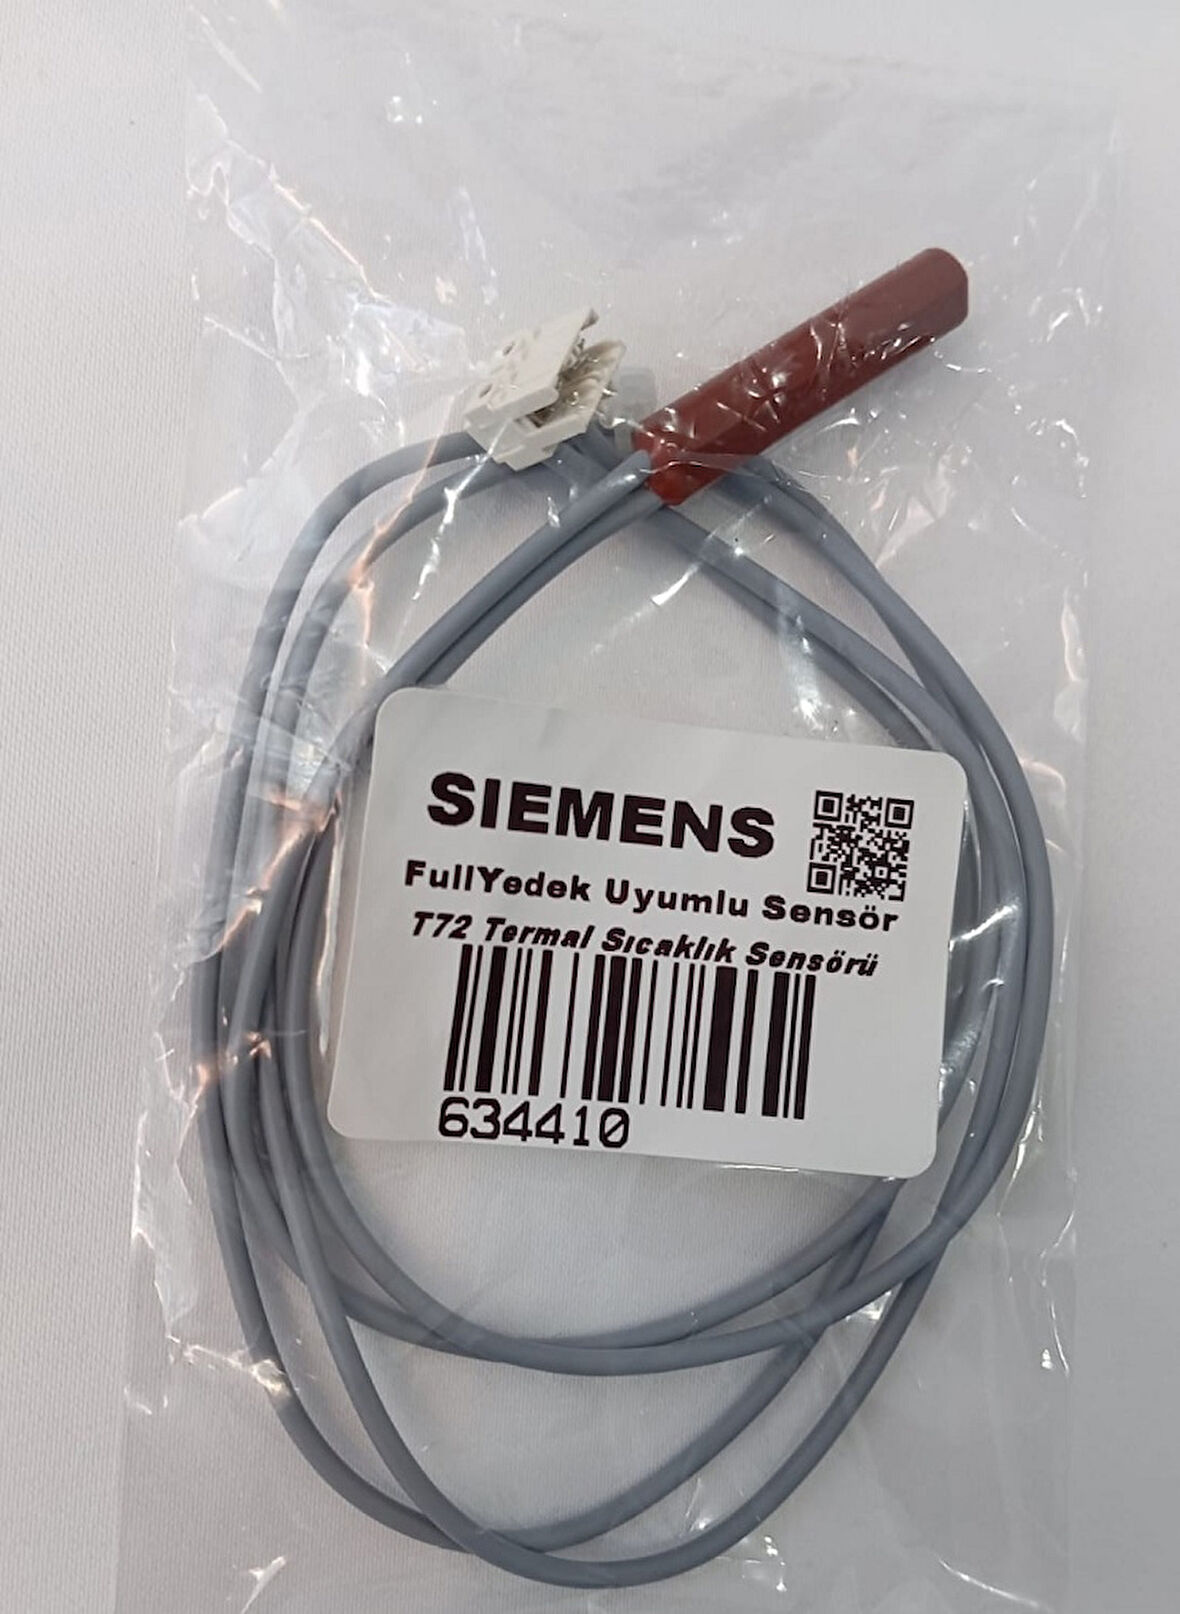 SIEMENS
FullYedek Uyumlu Sensör
T72 Termal Sıcaklık Sensörü
634410